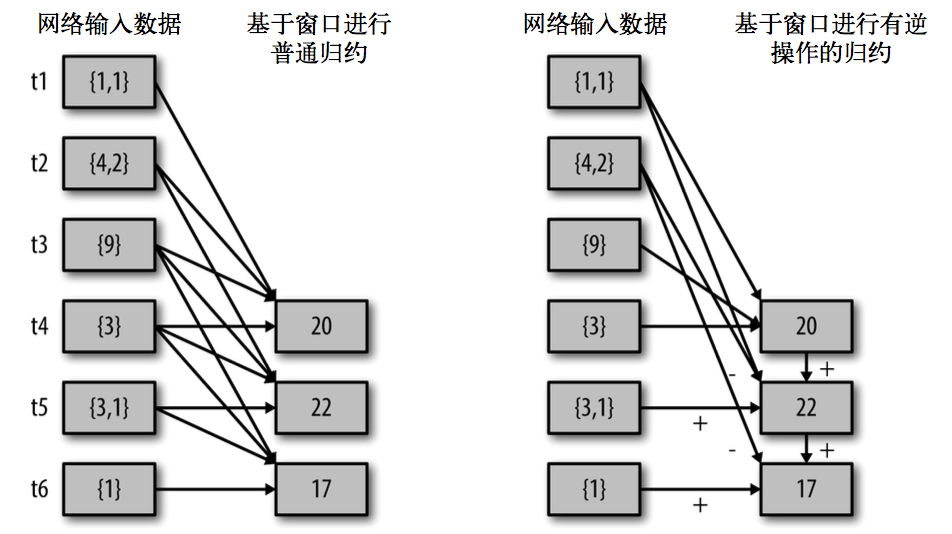 网络输入数据
基于窗口进行
普通归约
t1
{1,1}
t2
{4,2}
t3
{9}
t4
{3}
20
t5
{3,1}
22
t6
{1}
17
网络输入数据
基于窗口进行有逆
操作的归约
{1,1}
{4,2}
{9}
{3}
20
-
+
{3,1}
+
22
-
+
{1}
+
17